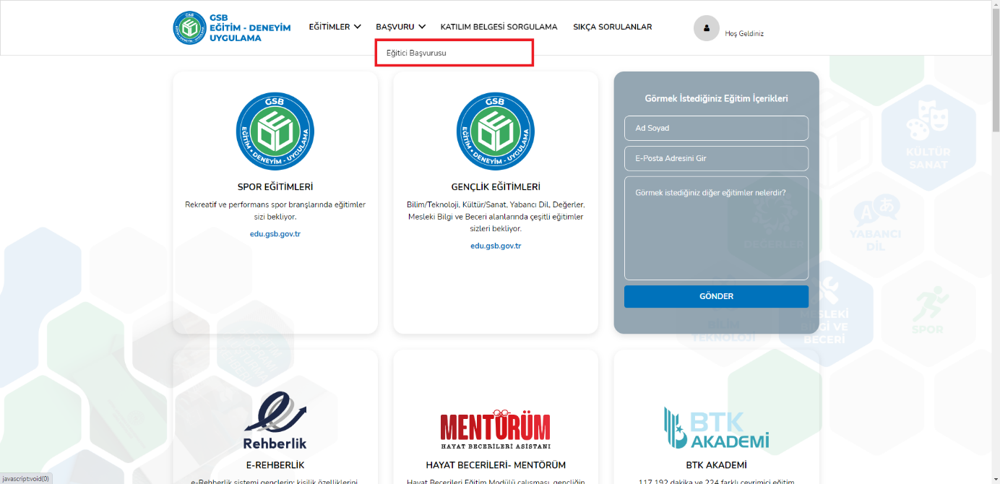 GSB
EĞİTİM - DENEYİM
UYGULAMA
EĞİTİMLER
BAŞVURU
KATILIM BELGESİ SORGULAMA
SIKÇA SORULANLAR
Hoş Geldiniz
Eğitici Başvurusu
GSB
EĞİTİM • DENEYİM - UYGULAMA
SPOR EĞİTİMLERİ
Rekreatif ve performans spor branşlarında eğitimler
sizi bekliyor.
edu.gsb.gov.tr
GSB
EĞİTİM • DENEYİM - UYGULAMA
GENÇLİK EĞİTİMLERİ
Bilim/Teknoloji, Kültür/Sanat, Yabancı Dil, Değerler,
Mesleki Bilgi ve Beceri alanlarında çeşitli eğitimler
sizleri bekliyor.
edu.gsb.gov.tr
Görmek İstediğiniz Eğitim İçerikleri
Ad Soyad
E-Posta Adresini Gir
Görmek istediğiniz diğer eğitimler nelerdir?
GÖNDER
KÜLTÜR
SANAT
YABANCI
DİL
DEĞERLER
MESLEKİ
BİLGİ VE
BECERİ
BİLİM
TEKNOLOJİ
SPOR
Rehberlik
E-REHBERLİK
e-Rehberlik sistemi gençlerin; kişilik özelliklerini
MENTÖRÜM
HAYAT BECERİLERİ ASİSTANI
HAYAT BECERİLERİ- MENTÖRÜM
Hayat Becerileri Eğitim Modülü çalışması, gençliğin
BTK
AKADEMİ
BTK AKADEMİ
117.192 dakika ve 224 farklı çevrimiçi eğitim
javascript:void(0)